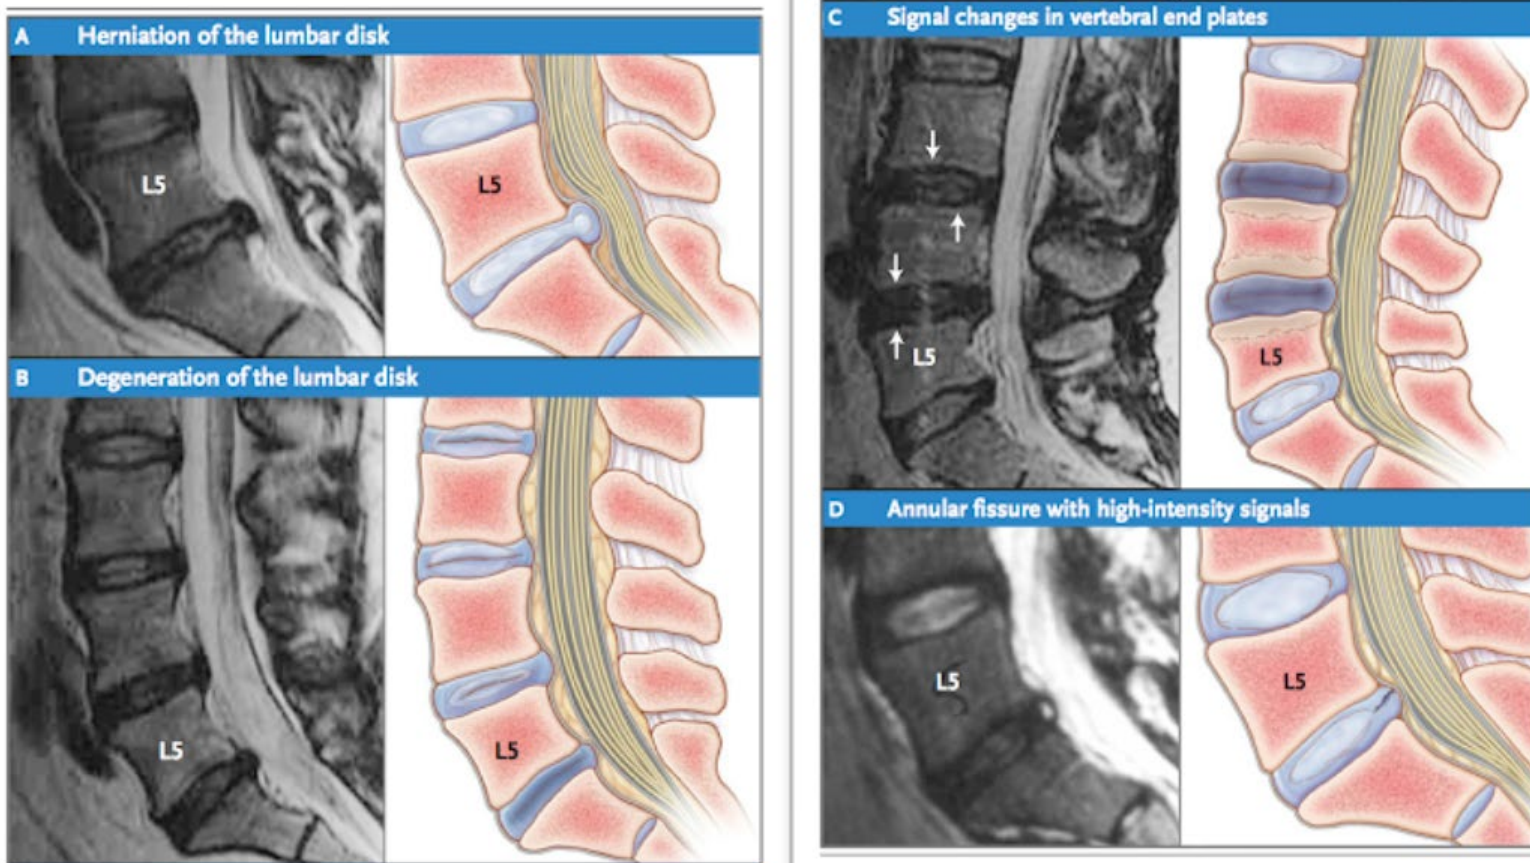 A Herniation of the lumbar disk
L5
L5
B Degeneration of the lumbar disk
L5
L5
C Signal changes in vertebral end plates
L5
L5
D Annular fissure with high-intensity signals
L5
L5